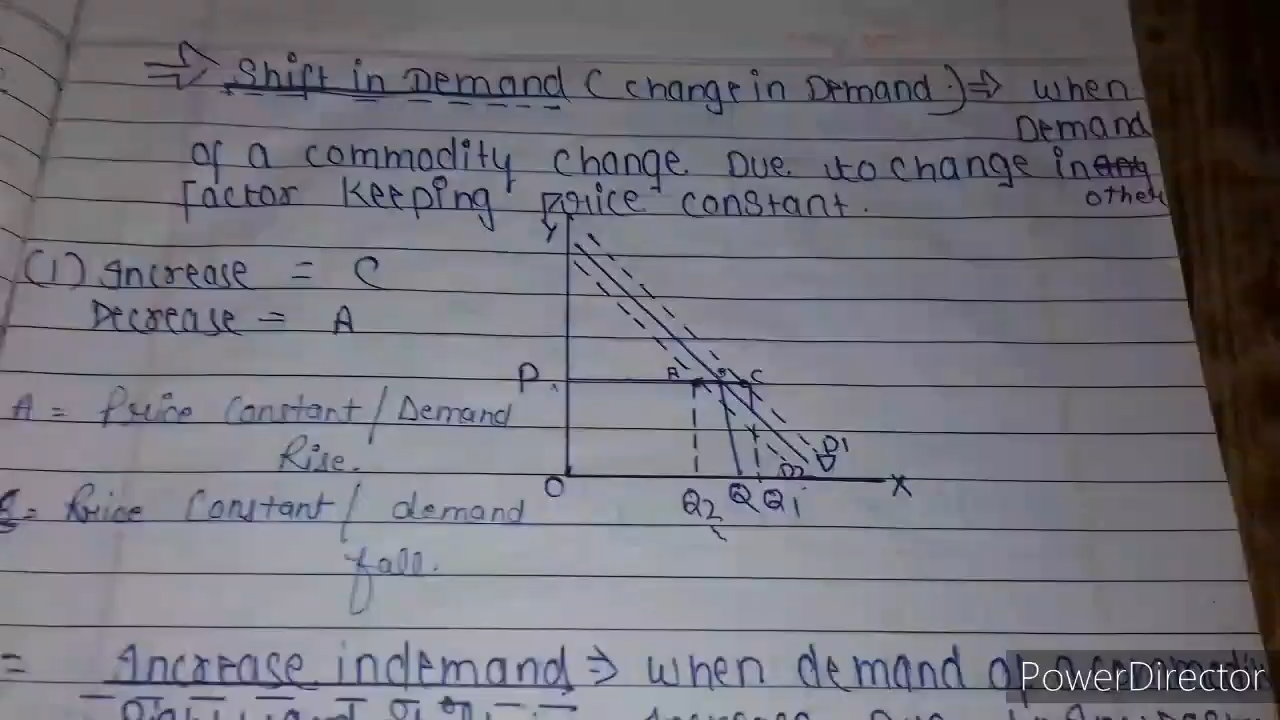 ⇒ Shift in Demand (change in Demand.) ⇒ when
Demand
of a commodity change Due to change in
other
factor keeping price constant.
Y
(1) Increase = C
Decrease = A
P
A B C
A = Price Constant/Demand
Rise.
D1
D
D2
O
X
Q2 Q Q1
= Price Constant/ demand
fall.
= Increase in demand ⇒ when demand of a
PowerDirector